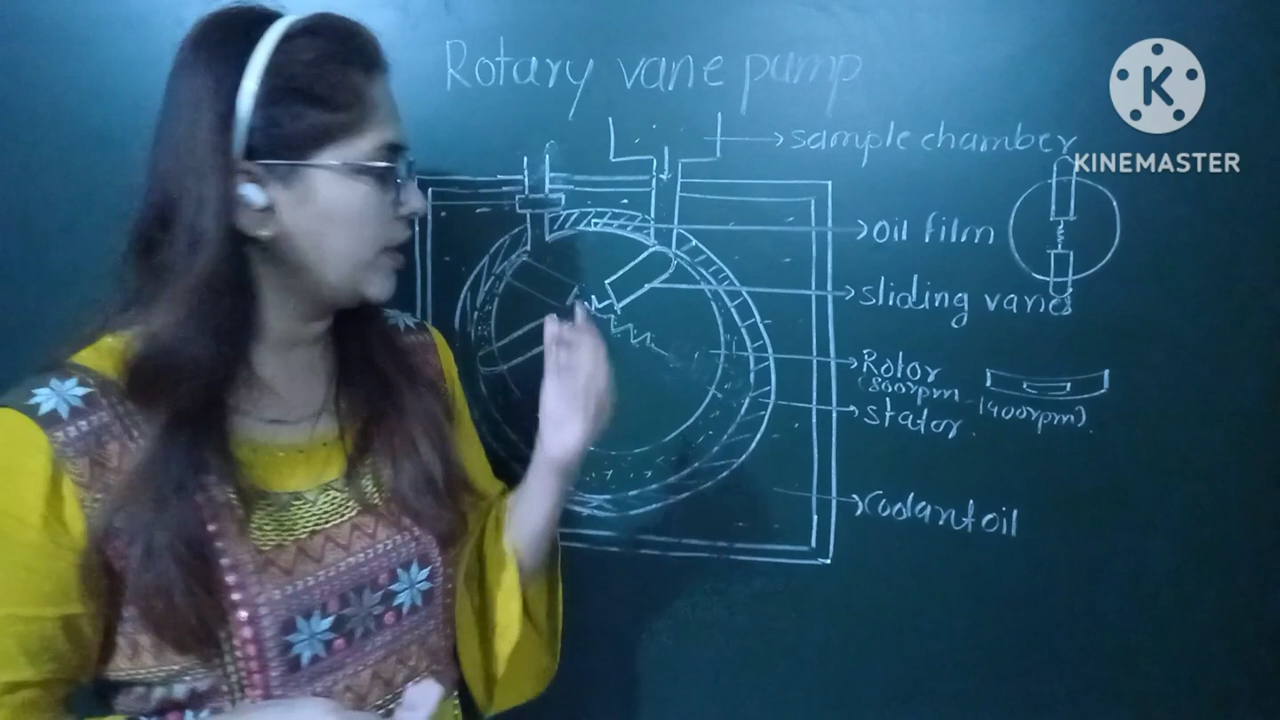 Rotary vane pump
sample chamber
K
KINEMASTER
oil film
sliding vanes
Rotor
(800rpm - 1400rpm).
stator.
coolant oil